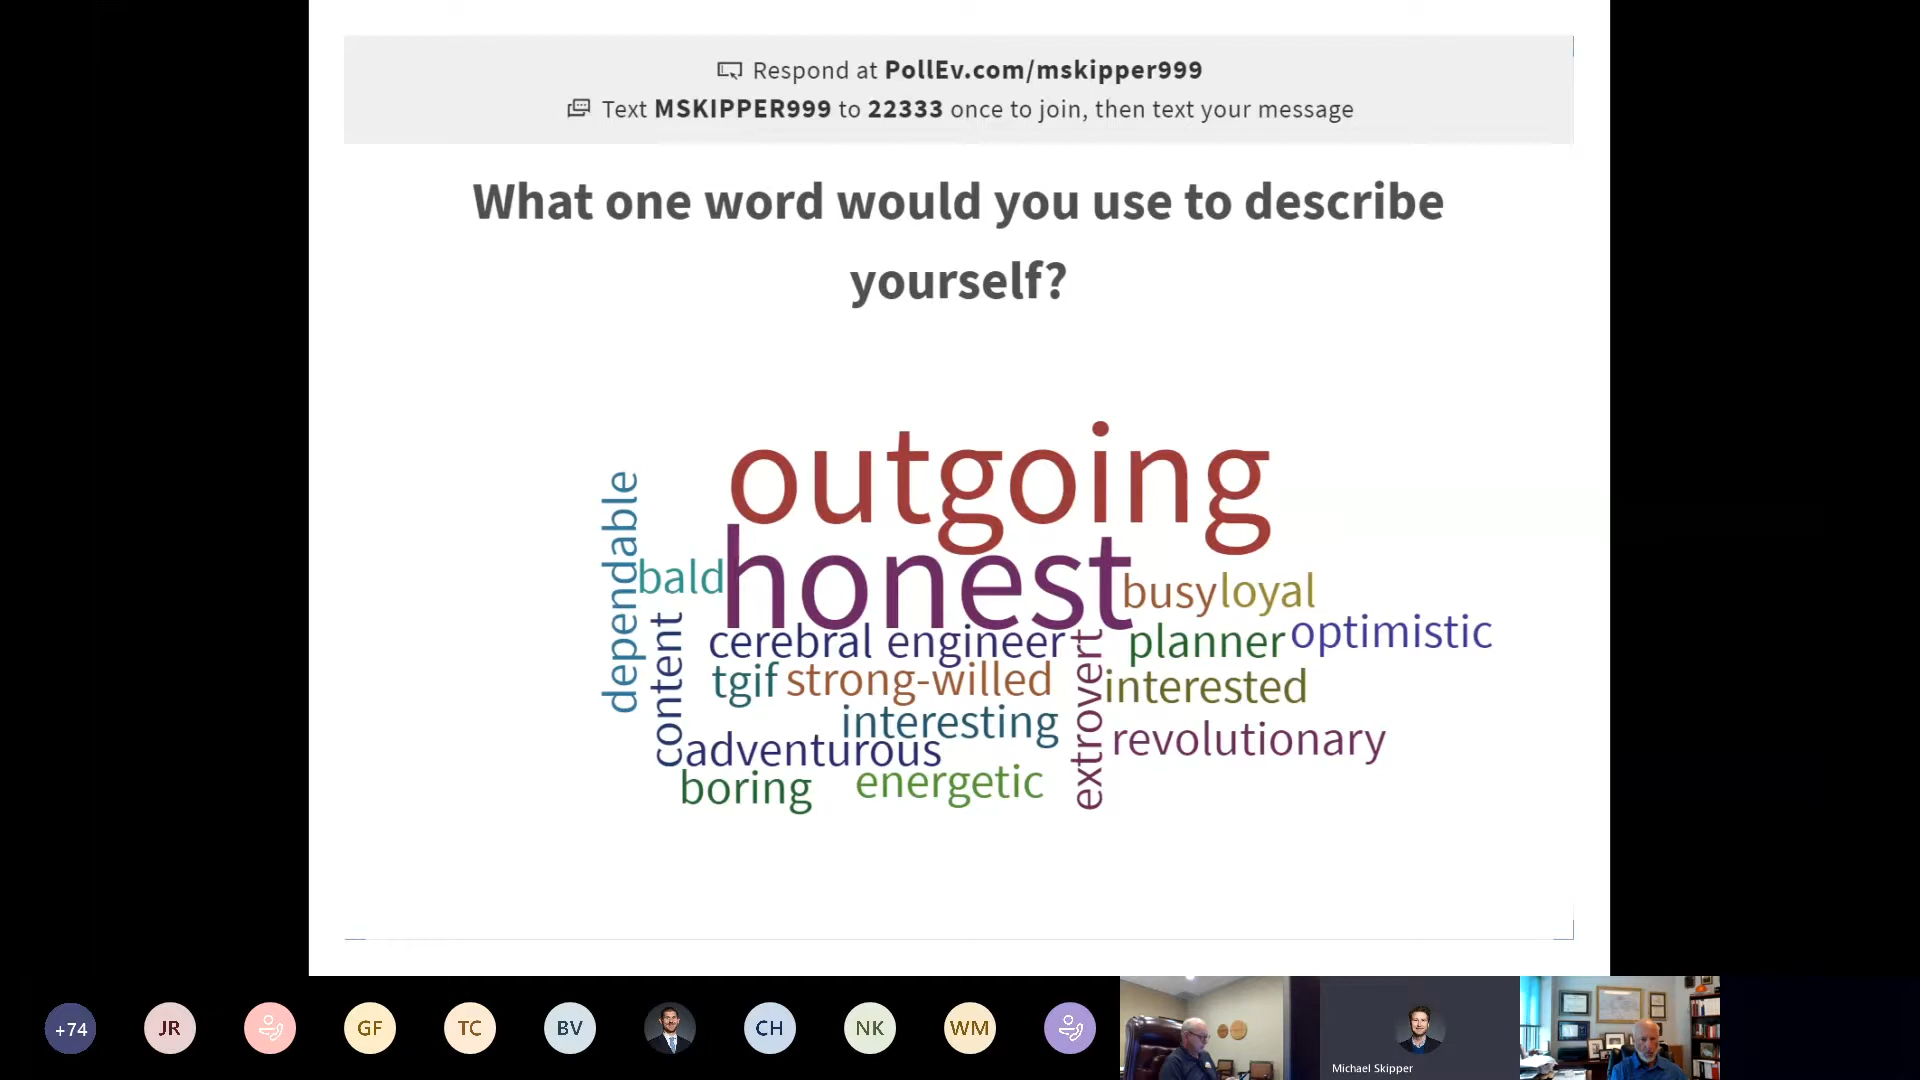 Respond at PollEv.com/mskipper999
Text MSKIPPER999 to 22333 once to join, then text your message
What one word would you use to describe
yourself?
outgoing
honest
dependable
bald
busy
loyal
content
cerebral
engineer
planner
optimistic
tgif
strong-willed
extrovert
interested
interesting
revolutionary
adventurous
boring
energetic
+74
JR
GF
TC
BV
CH
NK
WM
Michael Skipper